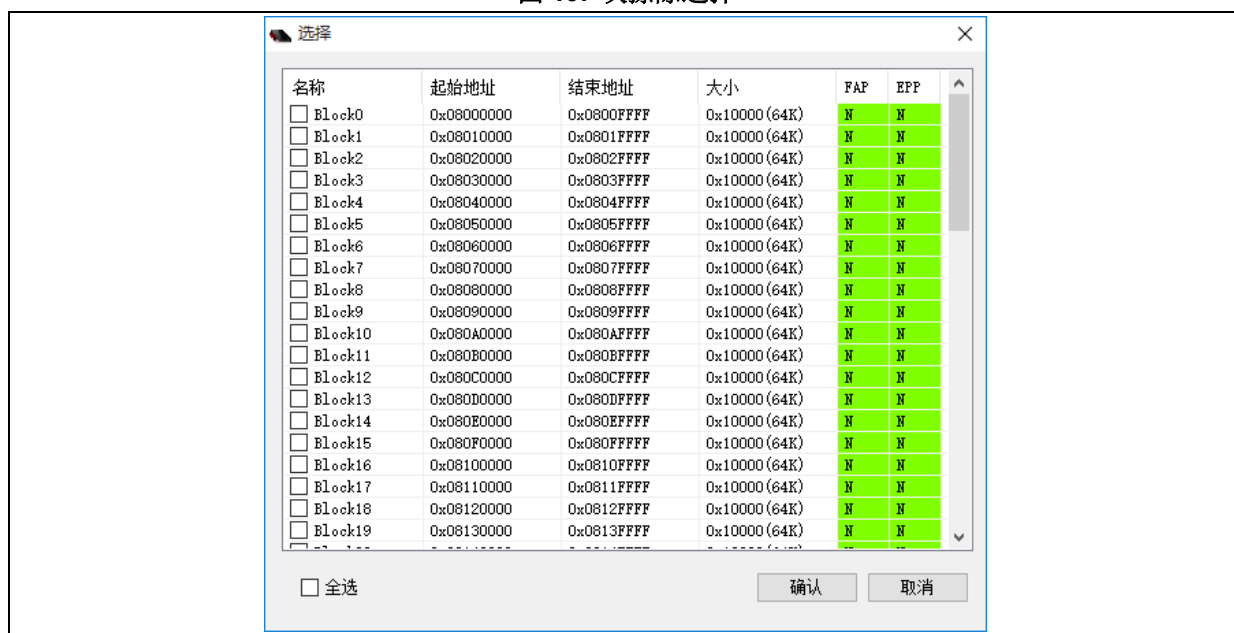 选择
名称 起始地址 结束地址 大小 FAP EPP
Block0 0x08000000 0x0800FFFF 0x10000(64K) N N
Block1 0x08010000 0x0801FFFF 0x10000(64K) N N
Block2 0x08020000 0x0802FFFF 0x10000(64K) N N
Block3 0x08030000 0x0803FFFF 0x10000(64K) N N
Block4 0x08040000 0x0804FFFF 0x10000(64K) N N
Block5 0x08050000 0x0805FFFF 0x10000(64K) N N
Block6 0x08060000 0x0806FFFF 0x10000(64K) N N
Block7 0x08070000 0x0807FFFF 0x10000(64K) N N
Block8 0x08080000 0x0808FFFF 0x10000(64K) N N
Block9 0x08090000 0x0809FFFF 0x10000(64K) N N
Block10 0x080A0000 0x080AFFFF 0x10000(64K) N N
Block11 0x080B0000 0x080BFFFF 0x10000(64K) N N
Block12 0x080C0000 0x080CFFFF 0x10000(64K) N N
Block13 0x080D0000 0x080DFFFF 0x10000(64K) N N
Block14 0x080E0000 0x080EFFFF 0x10000(64K) N N
Block15 0x080F0000 0x080FFFFF 0x10000(64K) N N
Block16 0x08100000 0x0810FFFF 0x10000(64K) N N
Block17 0x08110000 0x0811FFFF 0x10000(64K) N N
Block18 0x08120000 0x0812FFFF 0x10000(64K) N N
Block19 0x08130000 0x0813FFFF 0x10000(64K) N N
全选 确认 取消